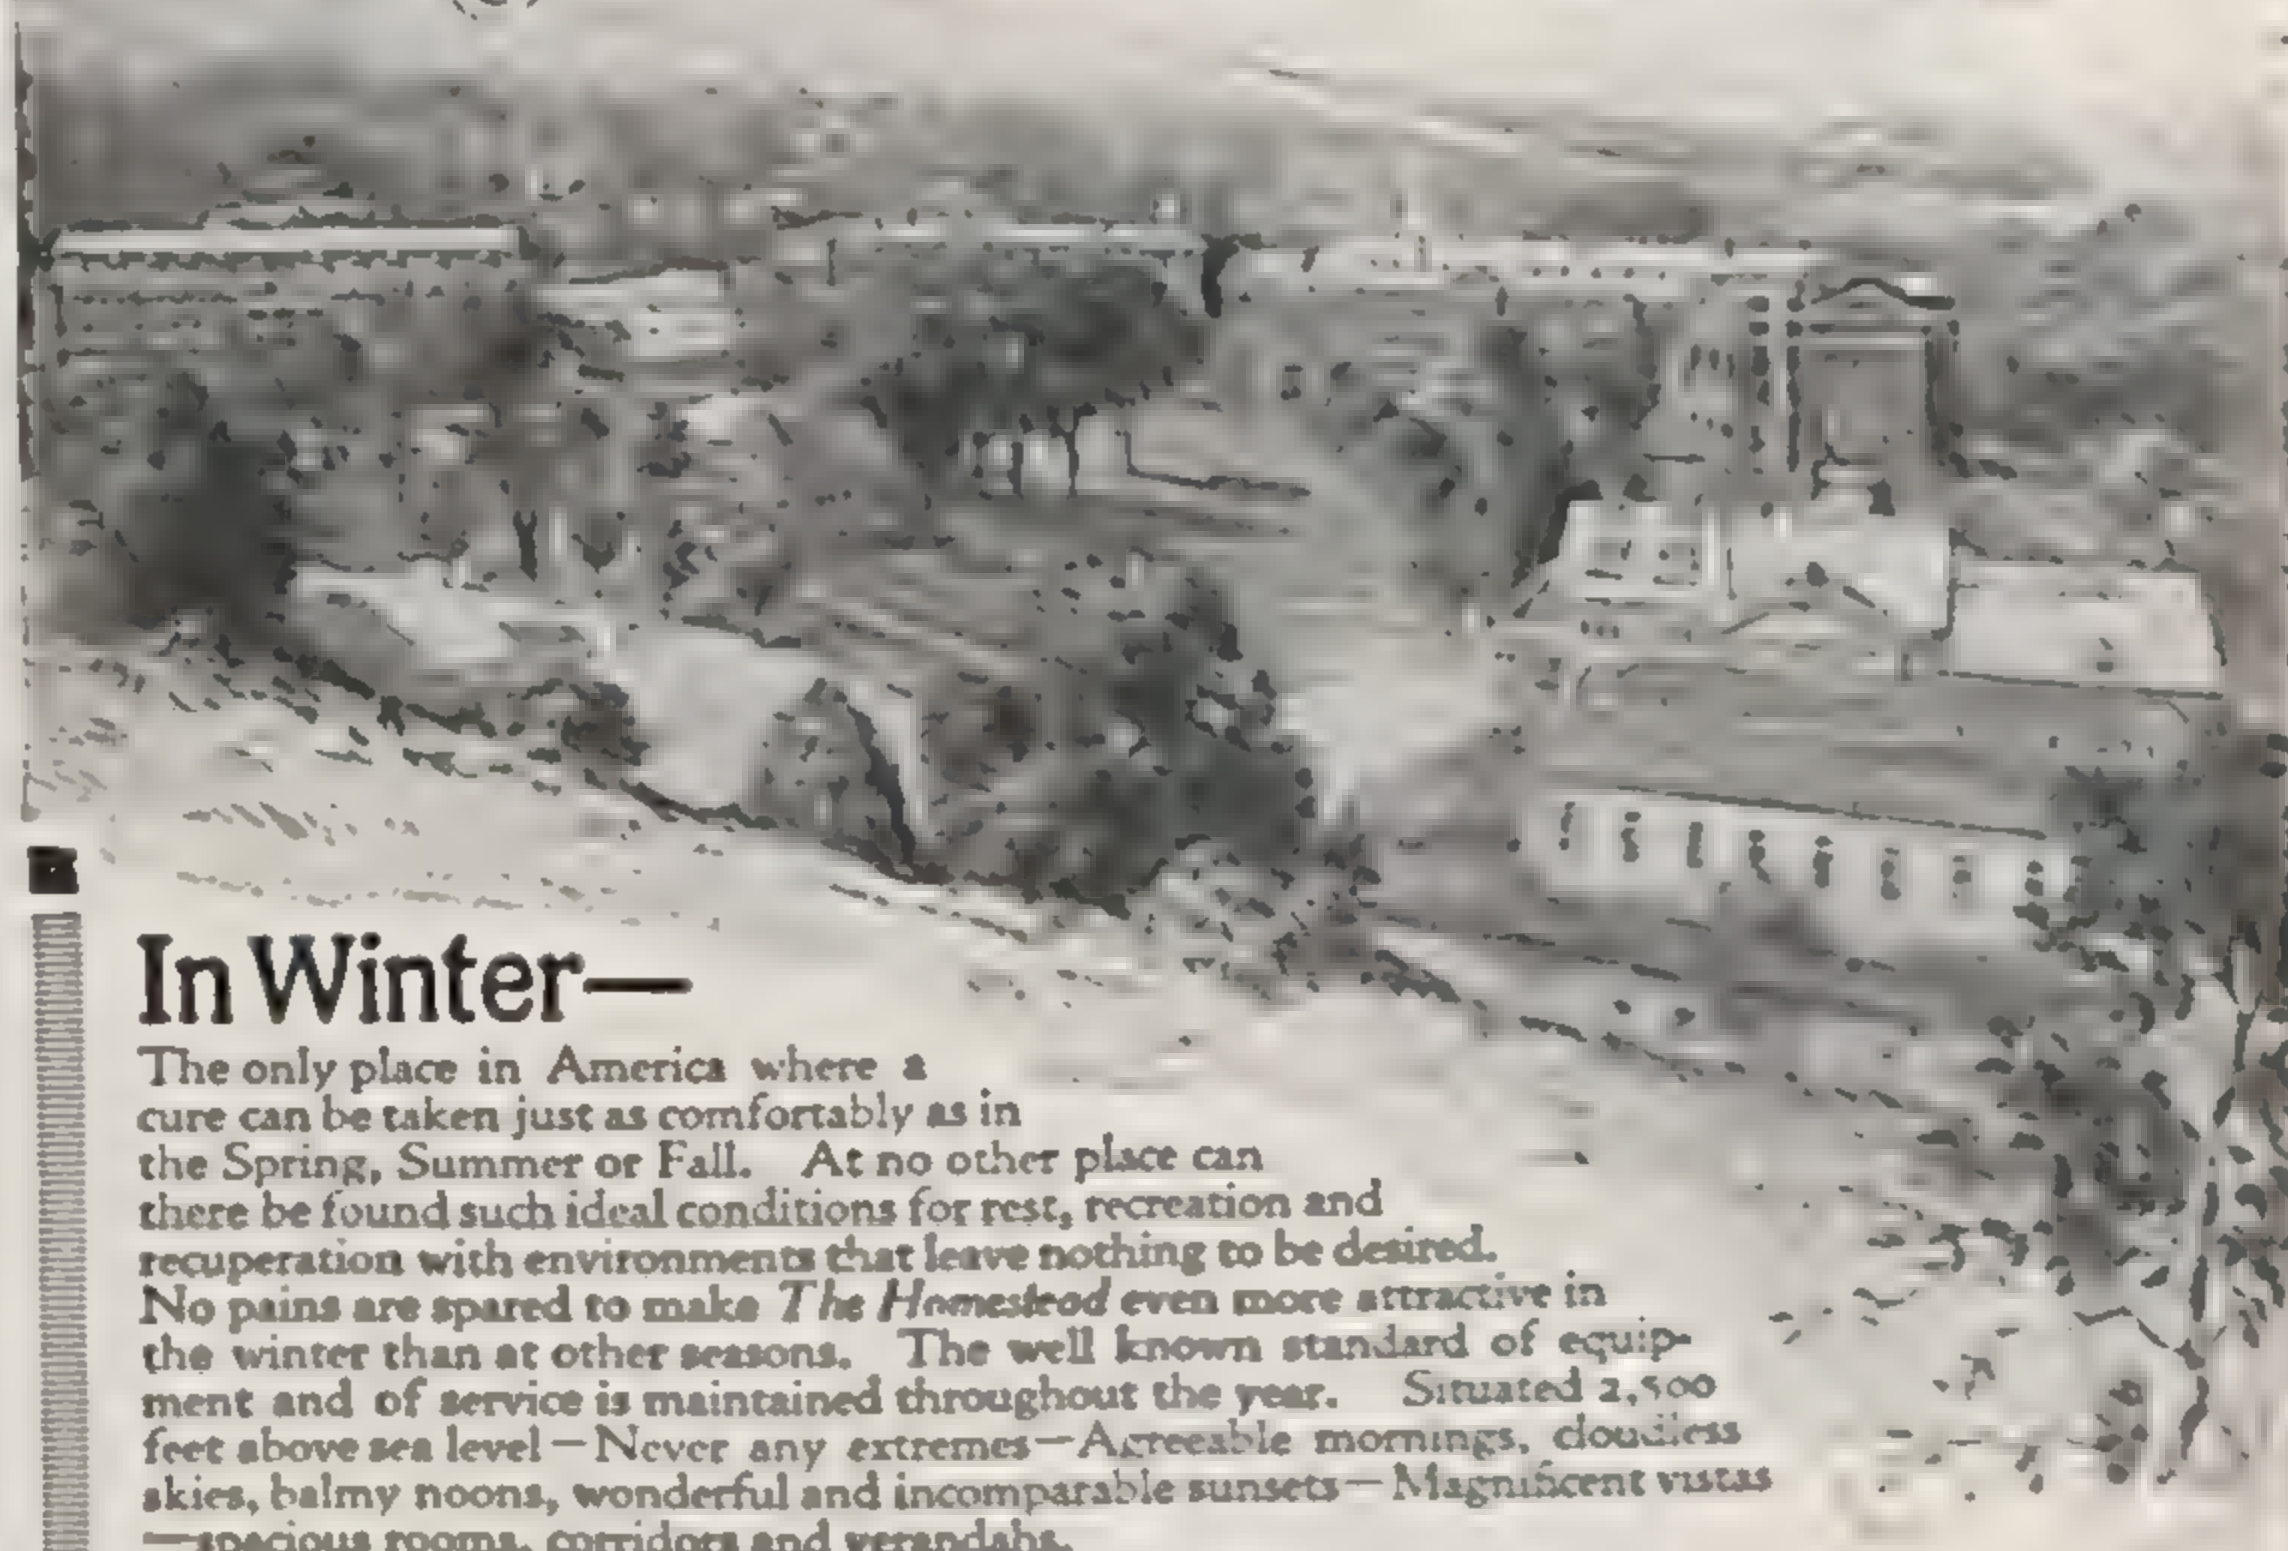 In Winter—
The only place in America where a
cure can be taken just as comfortably as in
the Spring, Summer or Fall. At no other place can
there be found such ideal conditions for rest, recreation and
recuperation with environments that leave nothing to be desired.
No pains are spared to make The Homestead even more attractive in
the winter than at other seasons. The well known standard of equip-
ment and of service is maintained throughout the year. Situated 2,500
feet above sea level—Never any extremes—Agreeable mornings, cloudless
skies, balmy noons, wonderful and incomparable sunsets—Magnificent vistas
—spacious rooms, corridors and verandahs.